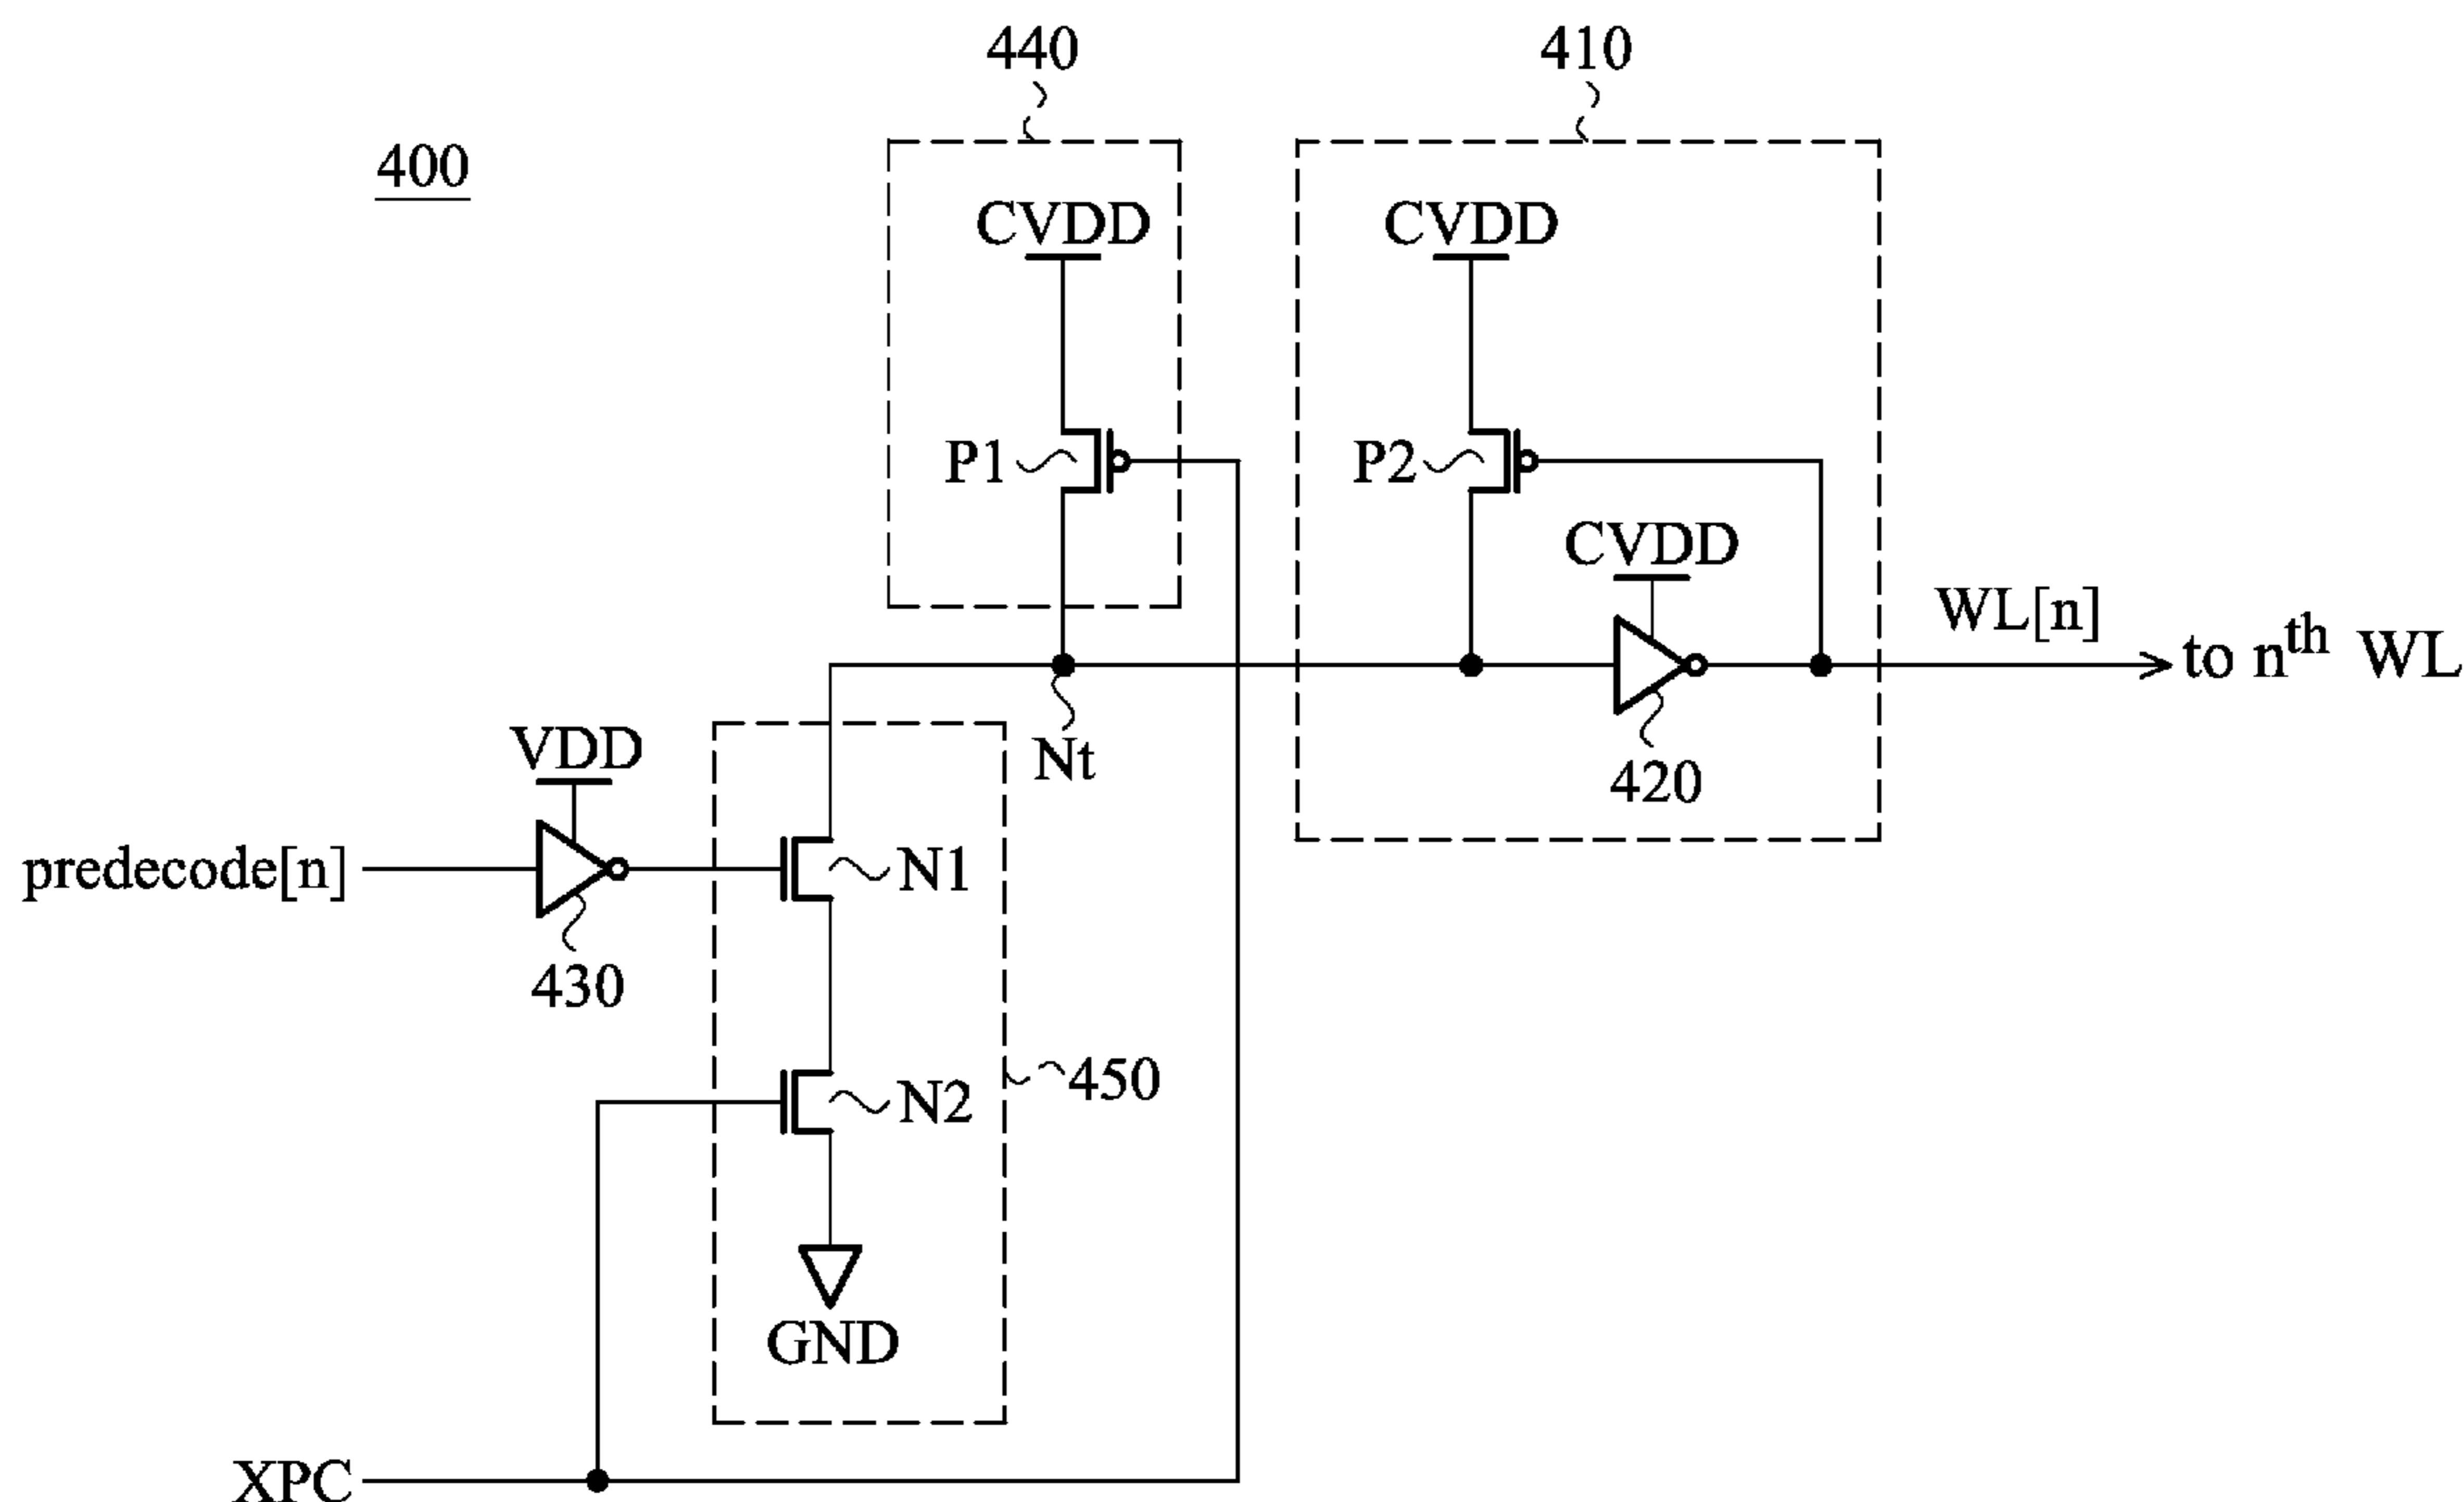 440
410
400
CVDD
CVDD
P1
P2
CVDD
WL[n]
to nth WL
VDD
Nt
420
predecode[n]
N1
430
N2
450
GND
XPC